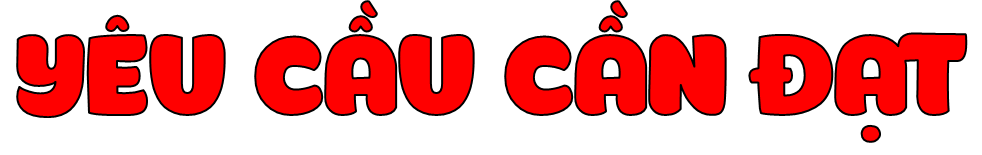 YÊU CẦU CẦN ĐẠT